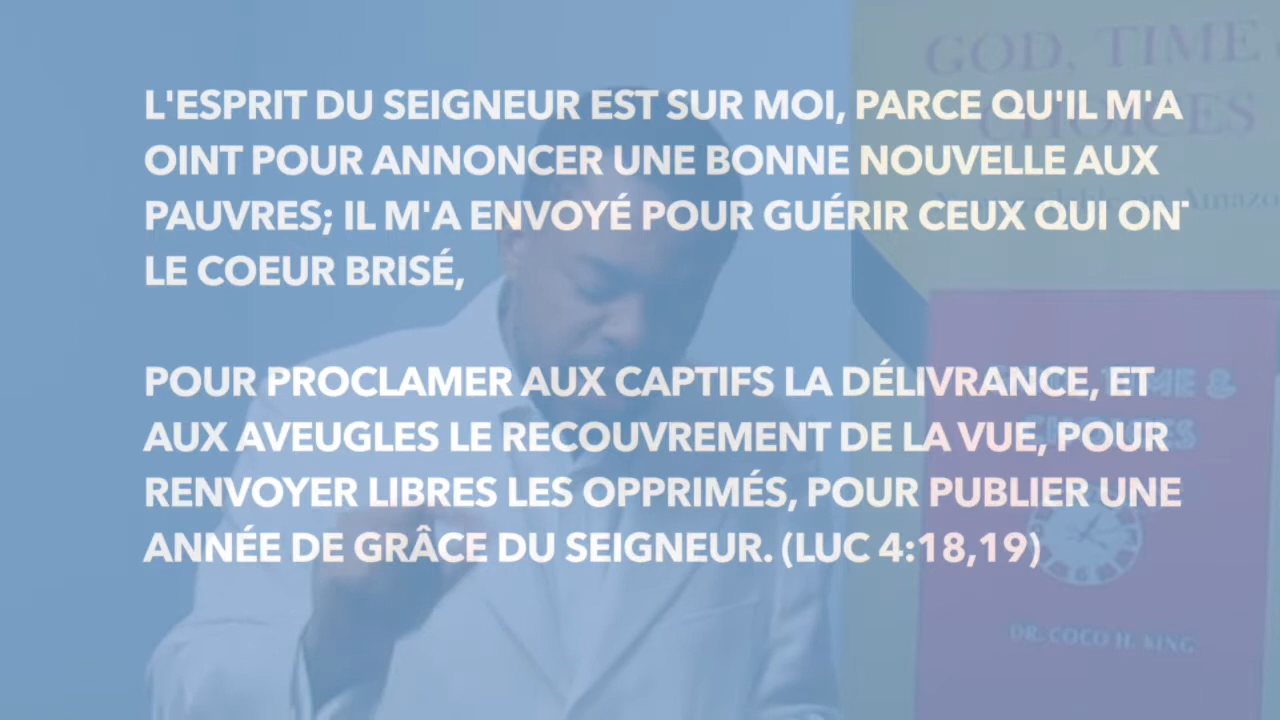 L'ESPRIT DU SEIGNEUR EST SUR MOI, PARCE QU'IL M'A
OINT POUR ANNONCER UNE BONNE NOUVELLE AUX
PAUVRES; IL M'A ENVOYÉ POUR GUÉRIR CEUX QUI ON
LE COEUR BRISÉ,
POUR PROCLAMER AUX CAPTIFS LA DÉLIVRANCE, ET
AUX AVEUGLES LE RECOUVREMENT DE LA VUE, POUR
RENVOYER LIBRES LES OPPRIMÉS, POUR PUBLIER UNE
ANNÉE DE GRÂCE DU SEIGNEUR. (LUC 4:18,19)
GOD, TIME
CHOICES
Amazo
TIME &
CHOICES
DR. COCO H. KING